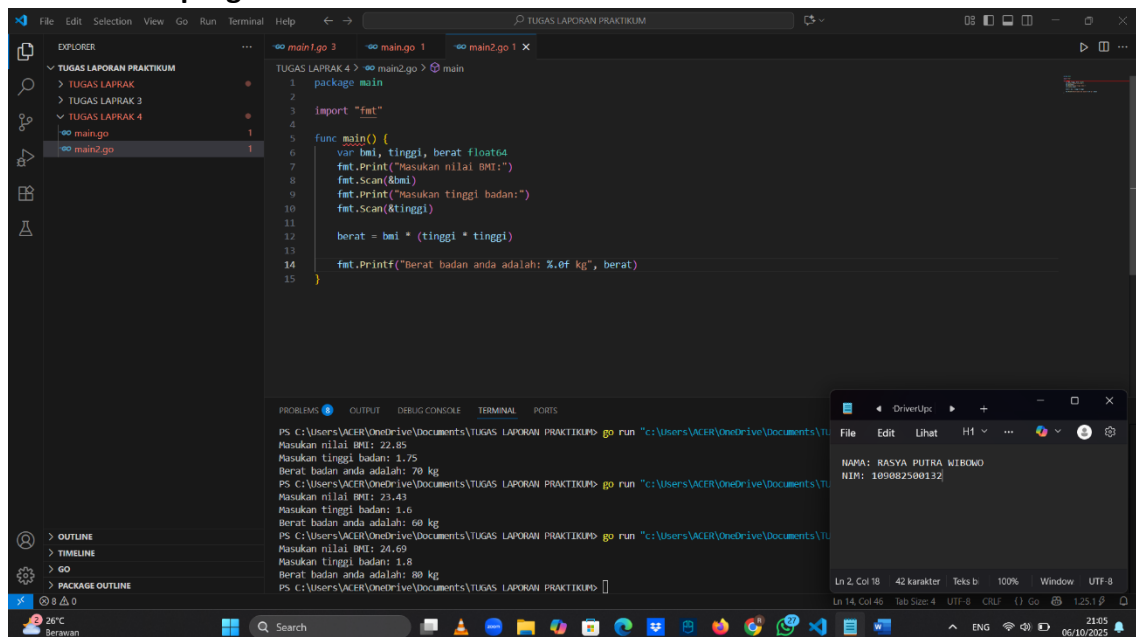 File Edit Selection View Go Run Terminal Help
TUGAS LAPORAN PRAKTIKUM
EXPLORER
TUGAS LAPORAN PRAKTIKUM
TUGAS LAPRAK
TUGAS LAPRAK 3
TUGAS LAPRAK 4
main.go 1
main2.go 1
OUTLINE
TIMELINE
GO
PACKAGE OUTLINE
main1.go 3 main.go 1 main2.go 1
TUGAS LAPRAK 4 > main2.go > main
1 package main
2
3 import "fmt"
4
5 func main() {
6 var bmi, tinggi, berat float64
7 fmt.Print("Masukan nilai BMI:")
8 fmt.Scan(&bmi)
9 fmt.Print("Masukan tinggi badan:")
10 fmt.Scan(&tinggi)
11
12 berat = bmi * (tinggi * tinggi)
13
14 fmt.Printf("Berat badan anda adalah: %.0f kg", berat)
15 }
PROBLEMS 8 OUTPUT DEBUG CONSOLE TERMINAL PORTS
PS C:\Users\ACER\OneDrive\Documents\TUGAS LAPORAN PRAKTIKUM> go run "c:\Users\ACER\OneDrive\Documents\TU
Masukan nilai BMI: 22.85
Masukan tinggi badan: 1.75
Berat badan anda adalah: 70 kg
PS C:\Users\ACER\OneDrive\Documents\TUGAS LAPORAN PRAKTIKUM> go run "c:\Users\ACER\OneDrive\Documents\TU
Masukan nilai BMI: 23.43
Masukan tinggi badan: 1.6
Berat badan anda adalah: 60 kg
PS C:\Users\ACER\OneDrive\Documents\TUGAS LAPORAN PRAKTIKUM> go run "c:\Users\ACER\OneDrive\Documents\TU
Masukan nilai BMI: 24.69
Masukan tinggi badan: 1.8
Berat badan anda adalah: 80 kg
PS C:\Users\ACER\OneDrive\Documents\TUGAS LAPORAN PRAKTIKUM>
DriverUpc
File Edit Lihat H1
NAMA: RASYA PUTRA WIBOWO
NIM: 109082500132
Ln 2, Col 18 42 karakter Teks b 100% Window UTF-8
8 0
Ln 14, Col 46 Tab Size: 4 UTF-8 CRLF {} Go 1.25.1
2
26°C
Berawan
Search
ENG
21:05
06/10/2025